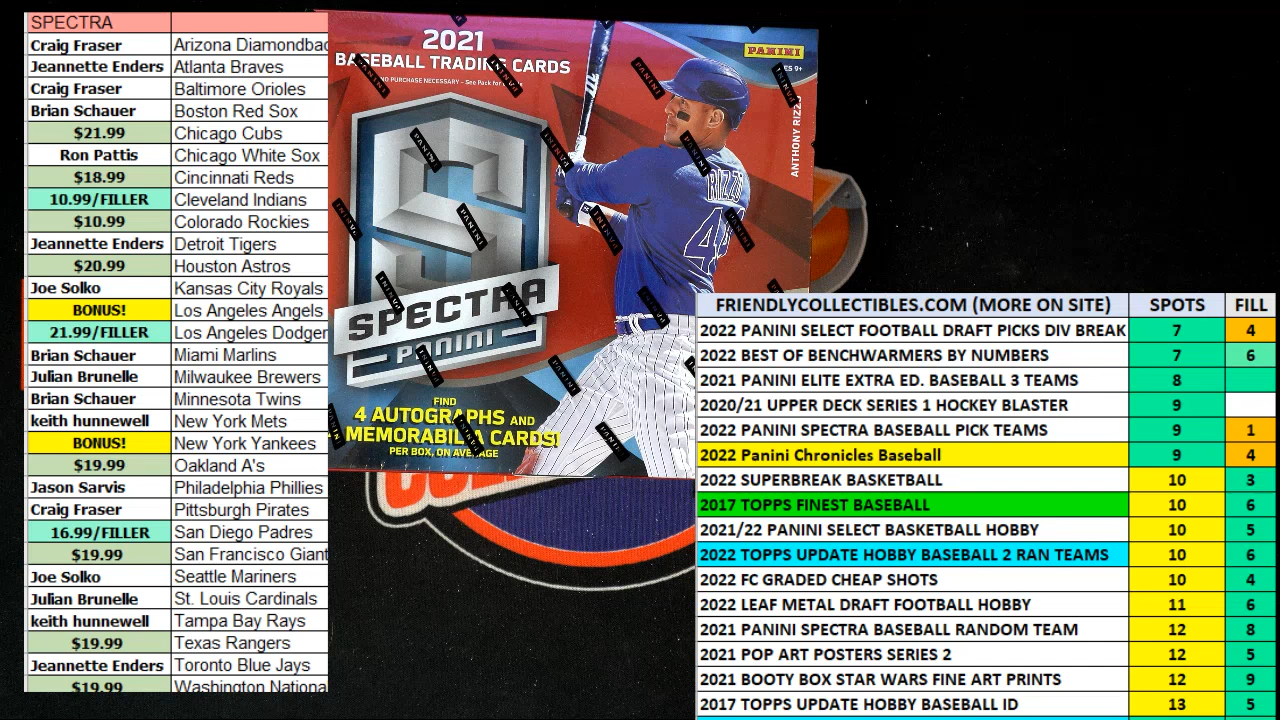 SPECTRA
Craig Fraser Arizona Diamondbac
Jeannette Enders Atlanta Braves
Craig Fraser Baltimore Orioles
Brian Schauer Boston Red Sox
$21.99 Chicago Cubs
Ron Pattis Chicago White Sox
$18.99 Cincinnati Reds
10.99/FILLER Cleveland Indians
$10.99 Colorado Rockies
Jeannette Enders Detroit Tigers
$20.99 Houston Astros
Joe Solko Kansas City Royals
BONUS! Los Angeles Angels
21.99/FILLER Los Angeles Dodger
Brian Schauer Miami Marlins
Julian Brunelle Milwaukee Brewers
Brian Schauer Minnesota Twins
keith hunnewell New York Mets
BONUS! New York Yankees
$19.99 Oakland A's
Jason Sarvis Philadelphia Phillies
Craig Fraser Pittsburgh Pirates
16.99/FILLER San Diego Padres
$19.99 San Francisco Giant
Joe Solko Seattle Mariners
Julian Brunelle St. Louis Cardinals
keith hunnewell Tampa Bay Rays
$19.99 Texas Rangers
Jeannette Enders Toronto Blue Jays
$19.99 Washington Nationa
2021
BASEBALL TRADING CARDS
NO PURCHASE NECESSARY - See Pack for
PANINI
ES 9+
ANTHONY RIZZO
RIZZO
44
SPECTRA
PANINI
FIND
4 AUTOGRAPHS AND
MEMORABILIA CARDS!
PER BOX, ON AVERAGE
FRIENDLYCOLLECTIBLES.COM (MORE ON SITE) SPOTS FILL
2022 PANINI SELECT FOOTBALL DRAFT PICKS DIV BREAK 7 4
2022 BEST OF BENCHWARMERS BY NUMBERS 7 6
2021 PANINI ELITE EXTRA ED. BASEBALL 3 TEAMS 8
2020/21 UPPER DECK SERIES 1 HOCKEY BLASTER 9
2022 PANINI SPECTRA BASEBALL PICK TEAMS 9 1
2022 Panini Chronicles Baseball 9 4
2022 SUPERBREAK BASKETBALL 10 3
2017 TOPPS FINEST BASEBALL 10 6
2021/22 PANINI SELECT BASKETBALL HOBBY 10 5
2022 TOPPS UPDATE HOBBY BASEBALL 2 RAN TEAMS 10 6
2022 FC GRADED CHEAP SHOTS 10 4
2022 LEAF METAL DRAFT FOOTBALL HOBBY 11 6
2021 PANINI SPECTRA BASEBALL RANDOM TEAM 12 8
2021 POP ART POSTERS SERIES 2 12 5
2021 BOOTY BOX STAR WARS FINE ART PRINTS 12 9
2017 TOPPS UPDATE HOBBY BASEBALL ID 13 5